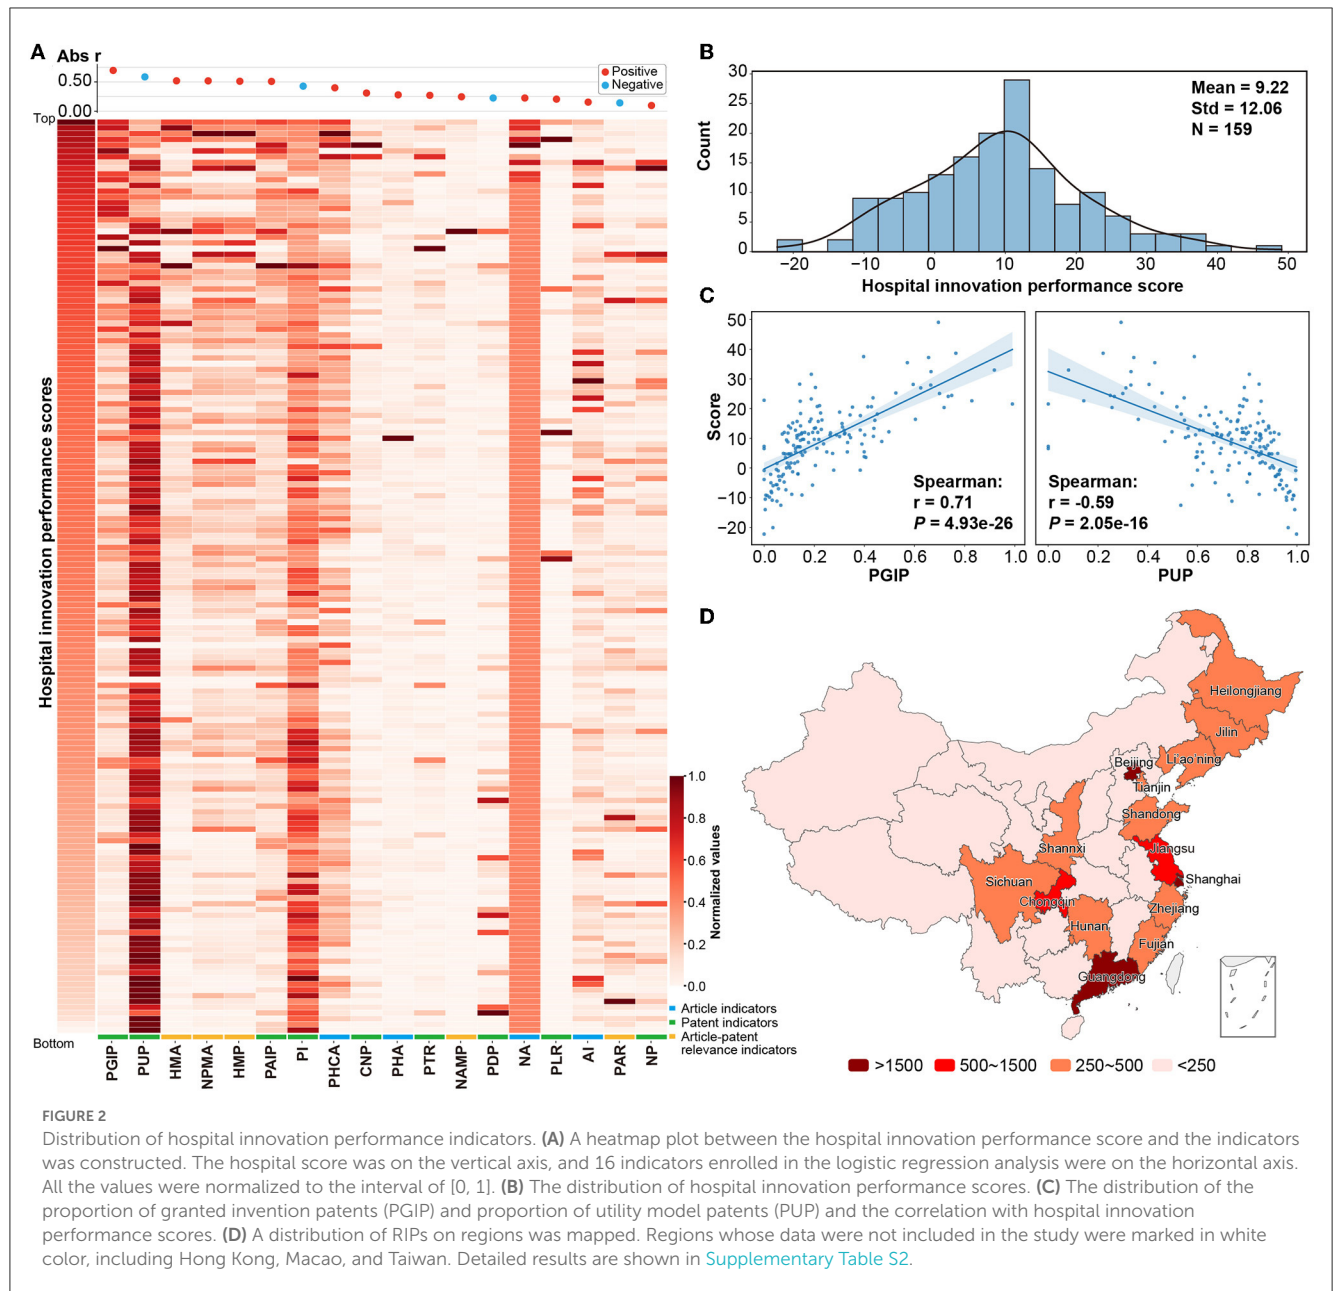 A
Abs r
0.50
0.00
Positive
Negative
Top
Hospital innovation performance scores
Bottom
1.0
0.8
0.6
0.4
0.2
0.0
Normalized values
Article indicators
Patent indicators
Article-patent
relevance indicators
PGIP
PUP
HMA
NPMA
HMP
PAIP
PI
PHCA
CNP
PHA
PTR
NAMP
PDP
NA
PLR
AI
PAR
NP
B
30
25
20
15
10
5
0
Count
Mean = 9.22
Std = 12.06
N = 159
−20 −10 0 10 20 30 40 50
Hospital innovation performance score
C
50
40
30
20
10
0
−10
−20
Score
Spearman:
r = 0.71
P = 4.93e-26
0.0 0.2 0.4 0.6 0.8 1.0
PGIP
Spearman:
r = -0.59
P = 2.05e-16
0.0 0.2 0.4 0.6 0.8 1.0
PUP
D
Heilongjiang
Jilin
Li'ao'ning
Beijing
Tianjin
Shandong
Shannxi
Jiangsu
Sichuan
Shanghai
Chongqin
Zhejiang
Hunan
Fujian
Guangdong
>1500 500~1500 250~500 <250
FIGURE 2
Distribution of hospital innovation performance indicators. (A) A heatmap plot between the hospital innovation performance score and the indicators
was constructed. The hospital score was on the vertical axis, and 16 indicators enrolled in the logistic regression analysis were on the horizontal axis.
All the values were normalized to the interval of [0, 1]. (B) The distribution of hospital innovation performance scores. (C) The distribution of the
proportion of granted invention patents (PGIP) and proportion of utility model patents (PUP) and the correlation with hospital innovation
performance scores. (D) A distribution of RIPs on regions was mapped. Regions whose data were not included in the study were marked in white
color, including Hong Kong, Macao, and Taiwan. Detailed results are shown in Supplementary Table S2.